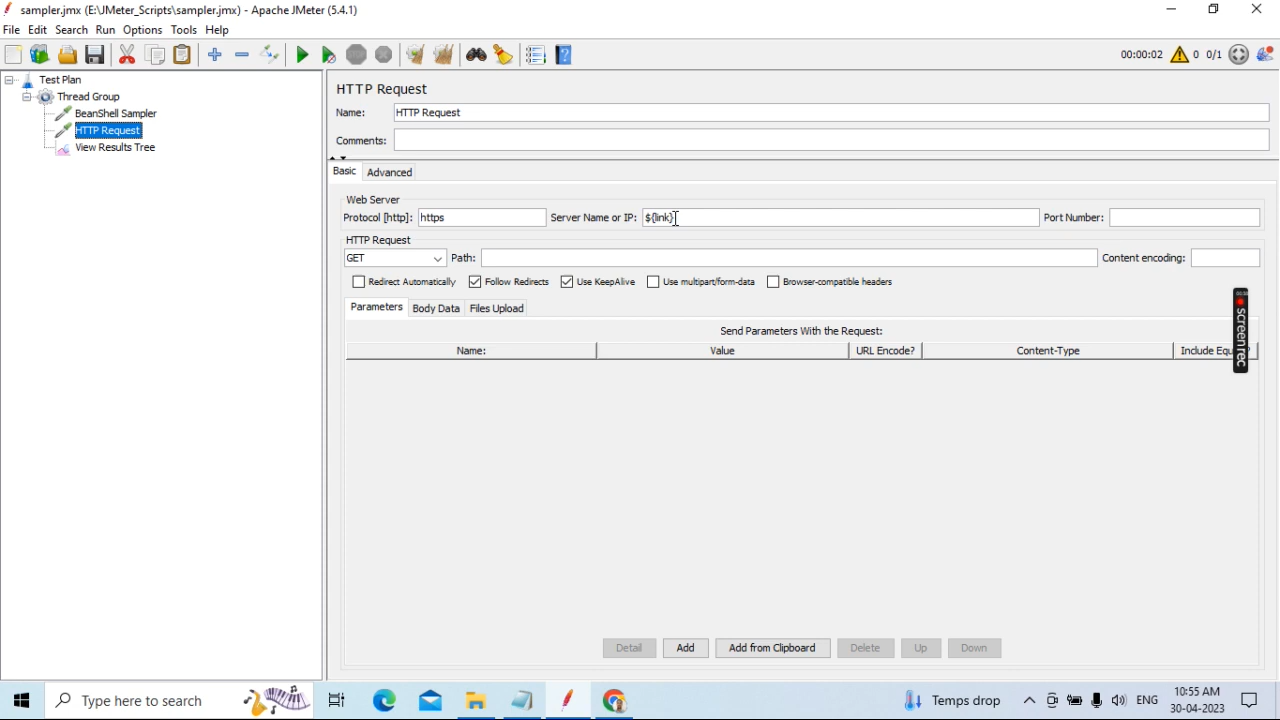 sampler.jmx (E:\JMeter_Scripts\sampler.jmx) - Apache JMeter (5.4.1)
File Edit Search Run Options Tools Help
00:00:02 0 0/1
Test Plan
Thread Group
BeanShell Sampler
HTTP Request
View Results Tree
HTTP Request
Name: HTTP Request
Comments:
Basic Advanced
Web Server
Protocol [http]: https Server Name or IP: ${link} Port Number:
HTTP Request
GET Path: Content encoding:
Redirect Automatically Follow Redirects Use KeepAlive Use multipart/form-data Browser-compatible headers
Parameters Body Data Files Upload
Send Parameters With the Request:
Name: Value URL Encode? Content-Type Include Equ
screenrec
Detail Add Add from Clipboard Delete Up Down
Type here to search
Temps drop
ENG
10:55 AM
30-04-2023